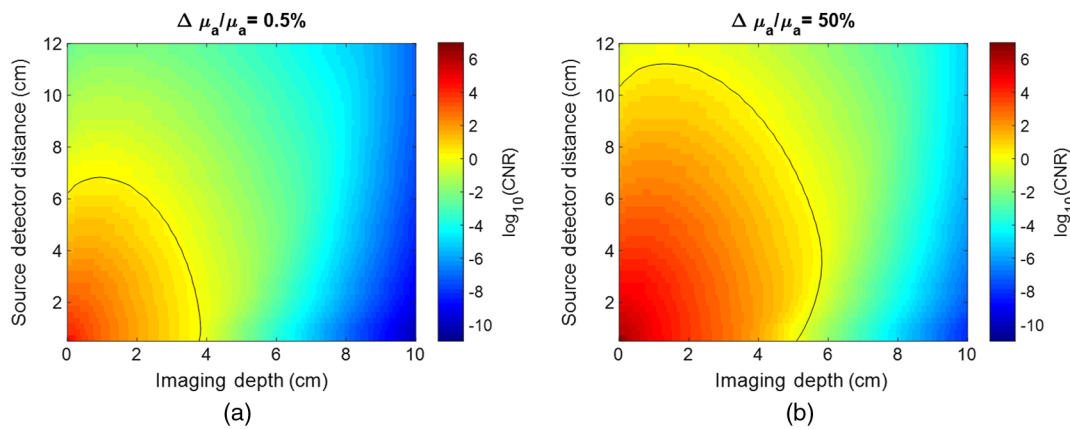 Δ μa/μa= 0.5%
12
10
8
6
4
2
0 2 4 6 8 10
Source detector distance (cm)
Imaging depth (cm)
6
4
2
0
-2
-4
-6
-8
-10
log10(CNR)
(a)
Δ μa/μa= 50%
12
10
8
6
4
2
0 2 4 6 8 10
Source detector distance (cm)
Imaging depth (cm)
6
4
2
0
-2
-4
-6
-8
-10
log10(CNR)
(b)